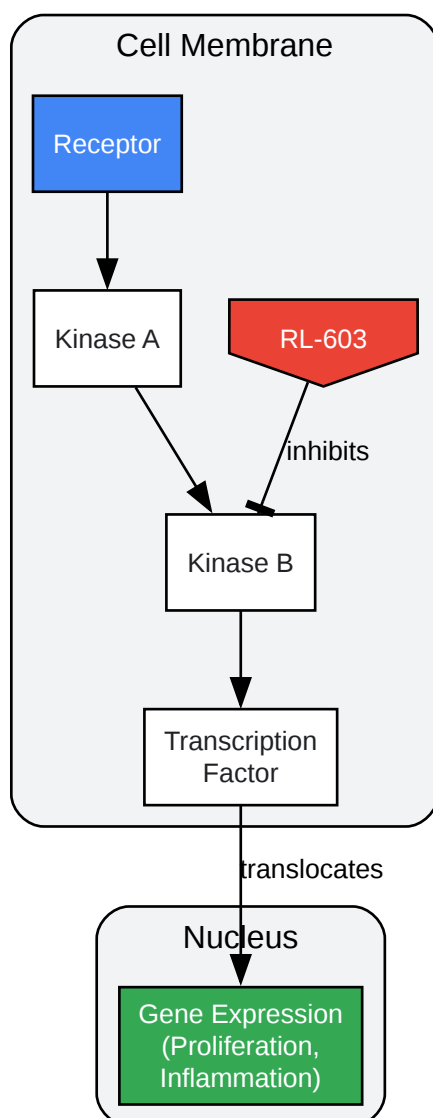 Cell Membrane
Receptor
Kinase A
RL-603
inhibits
Kinase B
Transcription
Factor
translocates
Nucleus
Gene Expression
(Proliferation,
Inflammation)